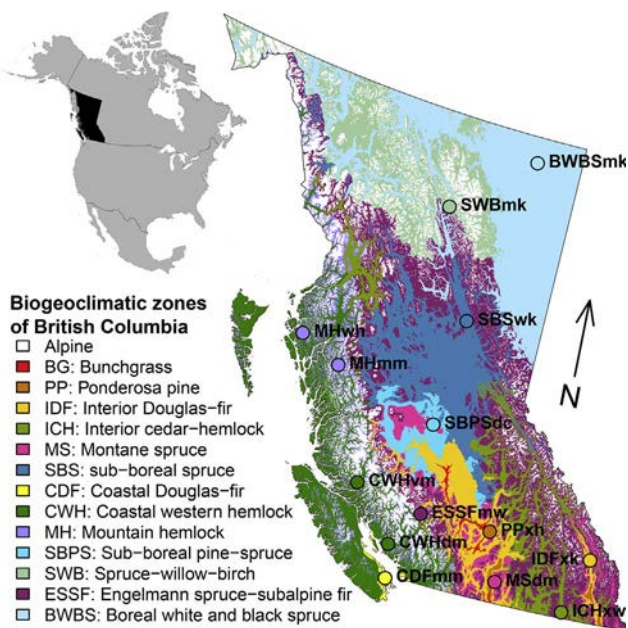 BWBSmk
SWBmk
Biogeoclimatic zones
of British Columbia
Alpine
BG: Bunchgrass
PP: Ponderosa pine
IDF: Interior Douglas−fir
ICH: Interior cedar−hemlock
MS: Montane spruce
SBS: sub−boreal spruce
CDF: Coastal Douglas−fir
CWH: Coastal western hemlock
MH: Mountain hemlock
SBPS: Sub−boreal pine−spruce
SWB: Spruce−willow−birch
ESSF: Engelmann spruce−subalpine fir
BWBS: Boreal white and black spruce
MHwh
SBSwk
MHmm
N
SBPSdc
CWHvm
ESSFmw
PPxh
CWHdm
IDFxk
CDFmm
MSdm
ICHxw